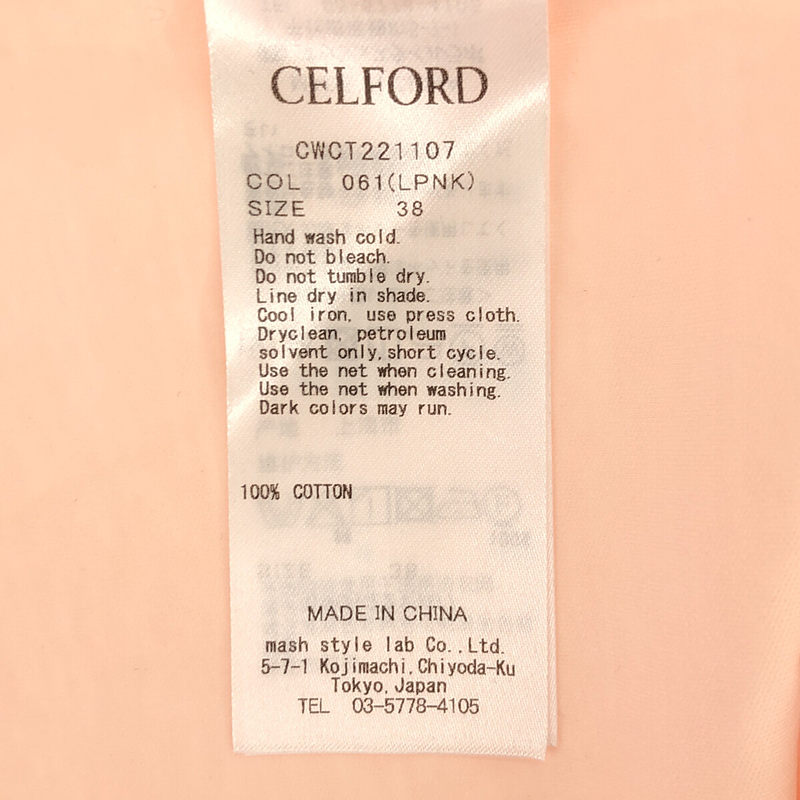 CELFORD
CWCT221107
COL 061(LPNK)
SIZE 38
Hand wash cold.
Do not bleach.
Do not tumble dry.
Line dry in shade.
Cool iron, use press cloth.
Dryclean, petroleum
solvent only, short cycle.
Use the net when cleaning.
Use the net when washing.
Dark colors may run.
100% COTTON
MADE IN CHINA
mash style lab Co.,Ltd.
5-7-1 Kojimachi,Chiyoda-Ku
Tokyo,Japan
TEL 03-5778-4105